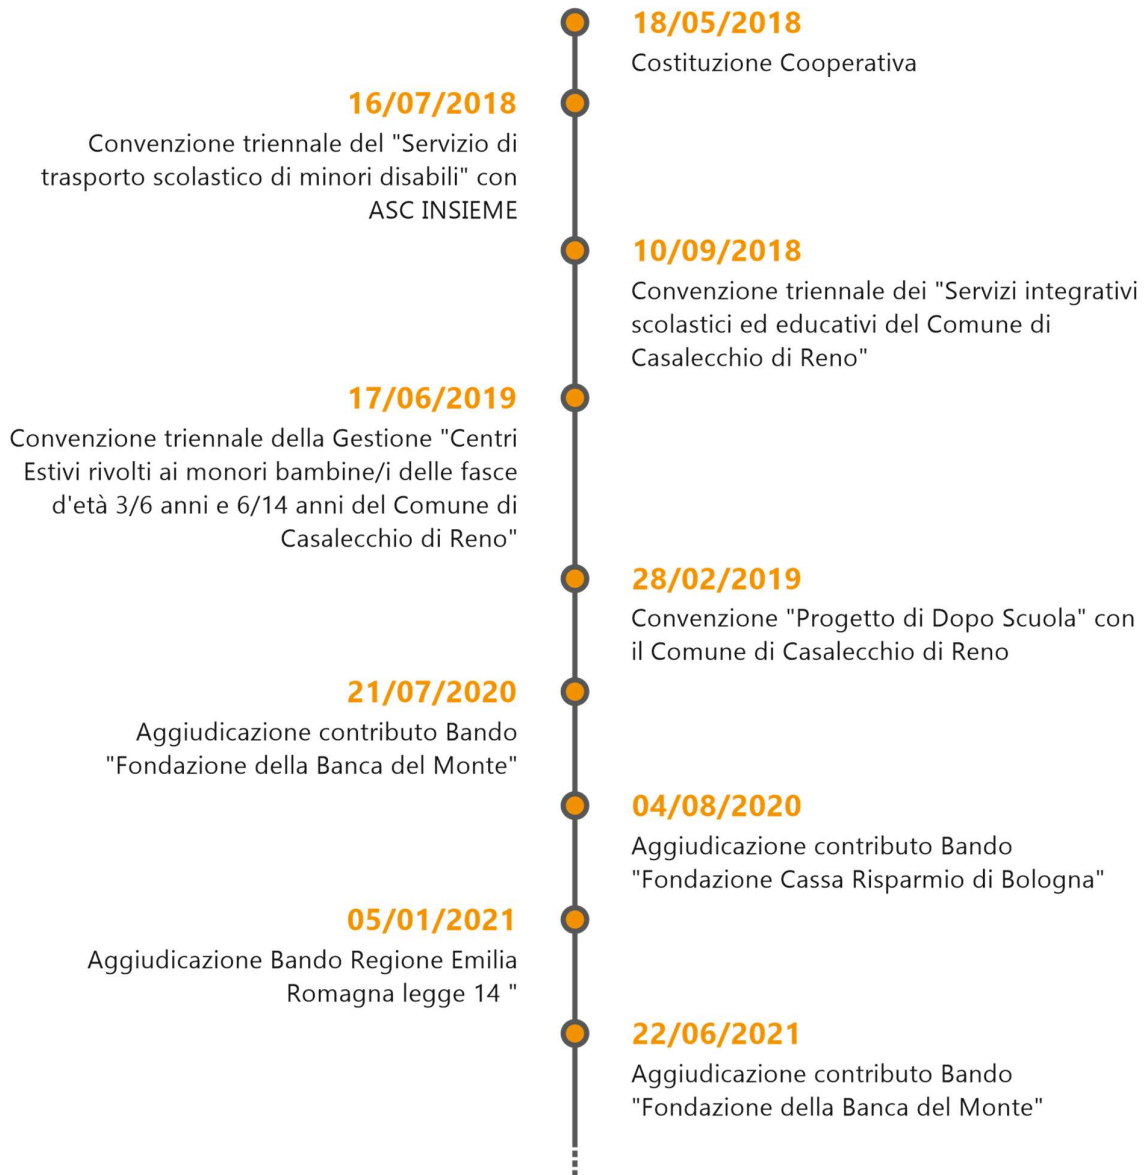 18/05/2018
Costituzione Cooperativa
16/07/2018
Convenzione triennale del "Servizio di
trasporto scolastico di minori disabili" con
ASC INSIEME
10/09/2018
Convenzione triennale dei "Servizi integrativi
scolastici ed educativi del Comune di
Casalecchio di Reno"
17/06/2019
Convenzione triennale della Gestione "Centri
Estivi rivolti ai monori bambine/i delle fasce
d'età 3/6 anni e 6/14 anni del Comune di
Casalecchio di Reno"
28/02/2019
Convenzione "Progetto di Dopo Scuola" con
il Comune di Casalecchio di Reno
21/07/2020
Aggiudicazione contributo Bando
"Fondazione della Banca del Monte"
04/08/2020
Aggiudicazione contributo Bando
"Fondazione Cassa Risparmio di Bologna"
05/01/2021
Aggiudicazione Bando Regione Emilia
Romagna legge 14 "
22/06/2021
Aggiudicazione contributo Bando
"Fondazione della Banca del Monte"